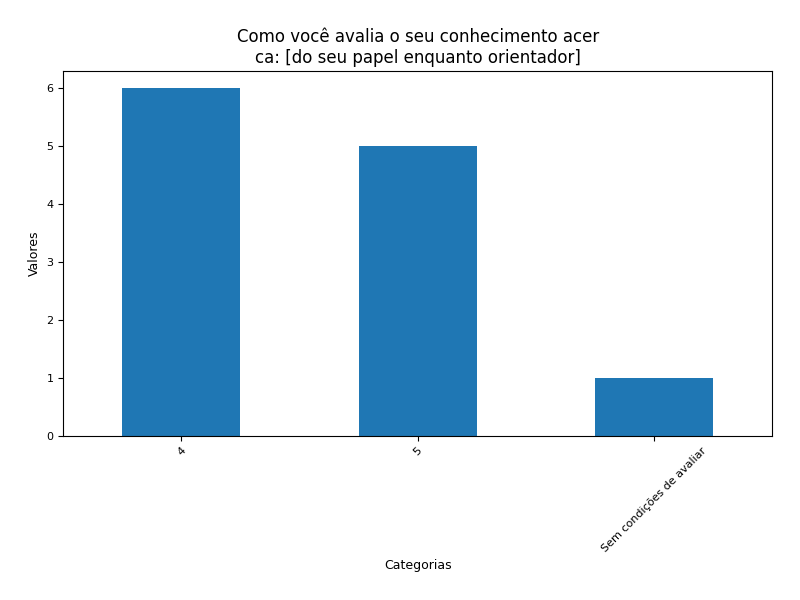 Como você avalia o seu conhecimento acer
ca: [do seu papel enquanto orientador]
6
5
4
3
2
1
0
Valores
4
5
Sem condições de avaliar
Categorias